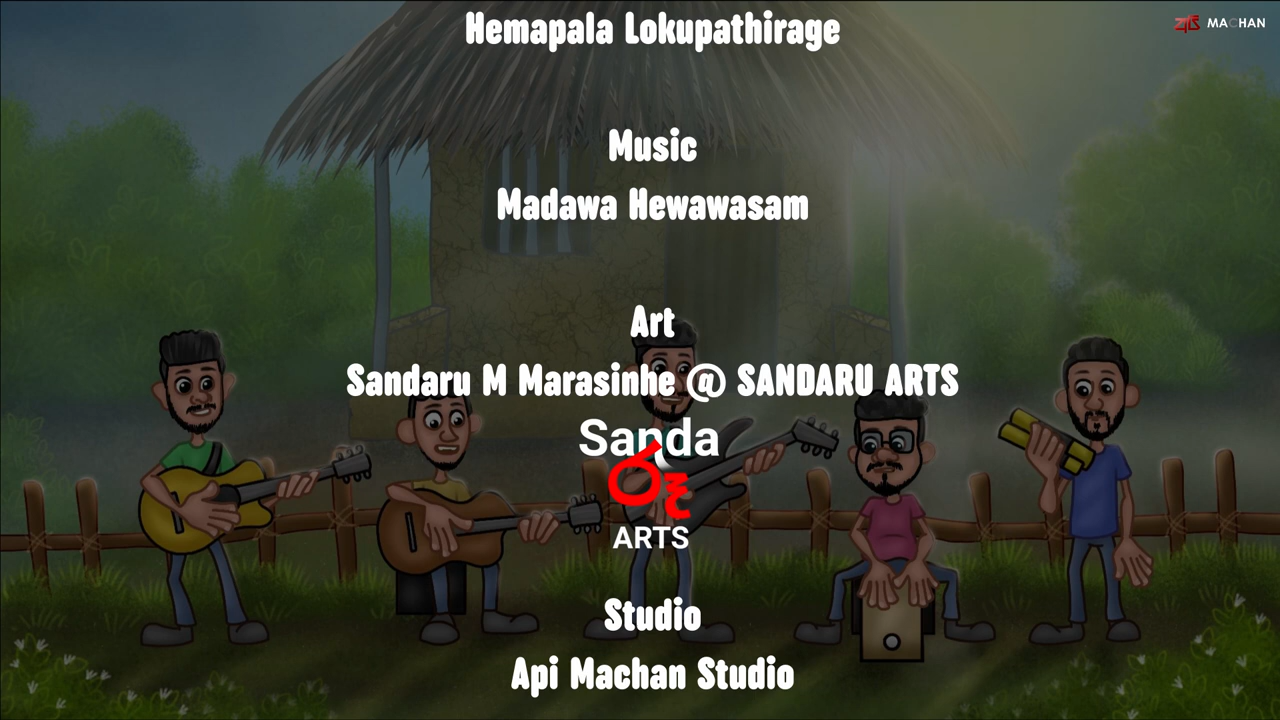 Hemapala Lokupathirage
MACHAN
Music
Madawa Hewawasam
Art
Sandaru M Marasinhe @ SANDARU ARTS
Sanda
රු
ARTS
Studio
Api Machan Studio